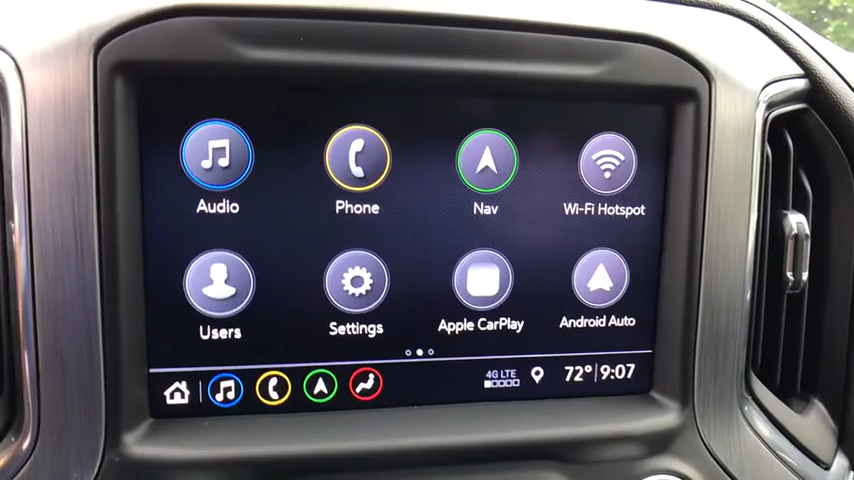 Audio Phone Nav Wi-Fi Hotspot
Users Settings Apple CarPlay Android Auto
4G LTE 72° 9:07